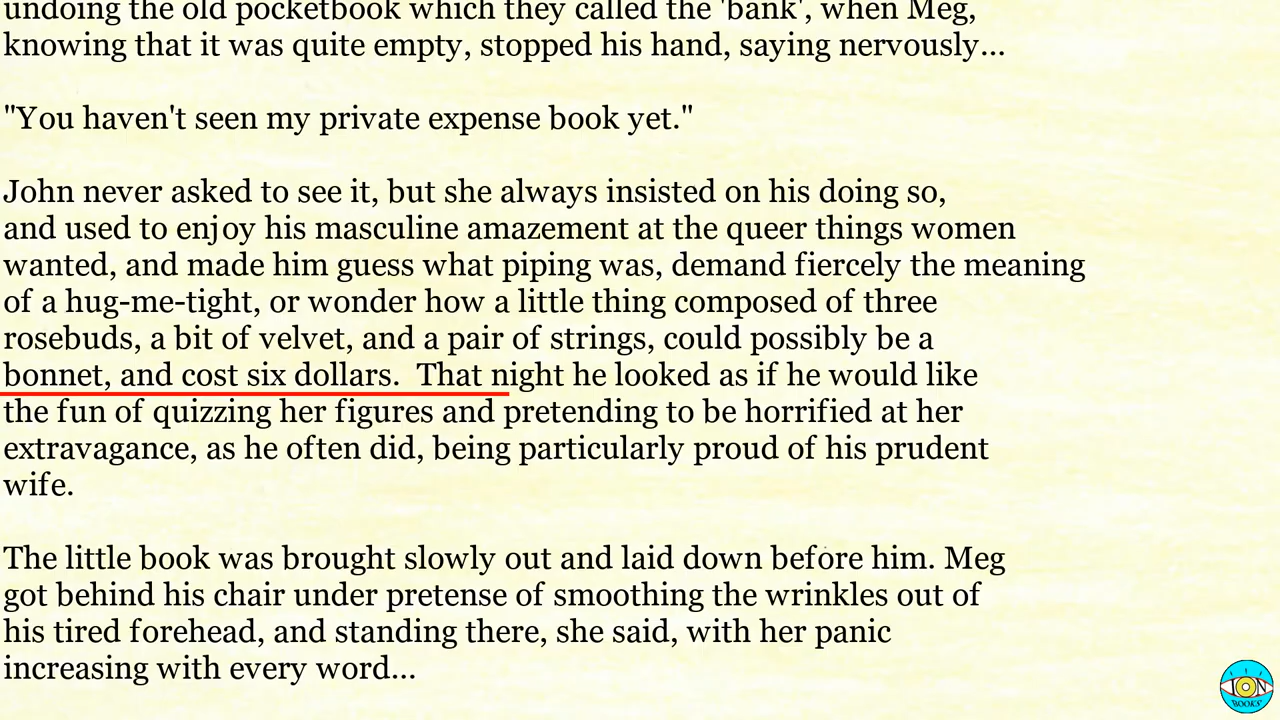 undoing the old pocketbook which they called the 'bank', when Meg,
knowing that it was quite empty, stopped his hand, saying nervously...
"You haven't seen my private expense book yet."
John never asked to see it, but she always insisted on his doing so,
and used to enjoy his masculine amazement at the queer things women
wanted, and made him guess what piping was, demand fiercely the meaning
of a hug-me-tight, or wonder how a little thing composed of three
rosebuds, a bit of velvet, and a pair of strings, could possibly be a
bonnet, and cost six dollars.  That night he looked as if he would like
the fun of quizzing her figures and pretending to be horrified at her
extravagance, as he often did, being particularly proud of his prudent
wife.
The little book was brought slowly out and laid down before him. Meg
got behind his chair under pretense of smoothing the wrinkles out of
his tired forehead, and standing there, she said, with her panic
increasing with every word...
ION
BOOKS